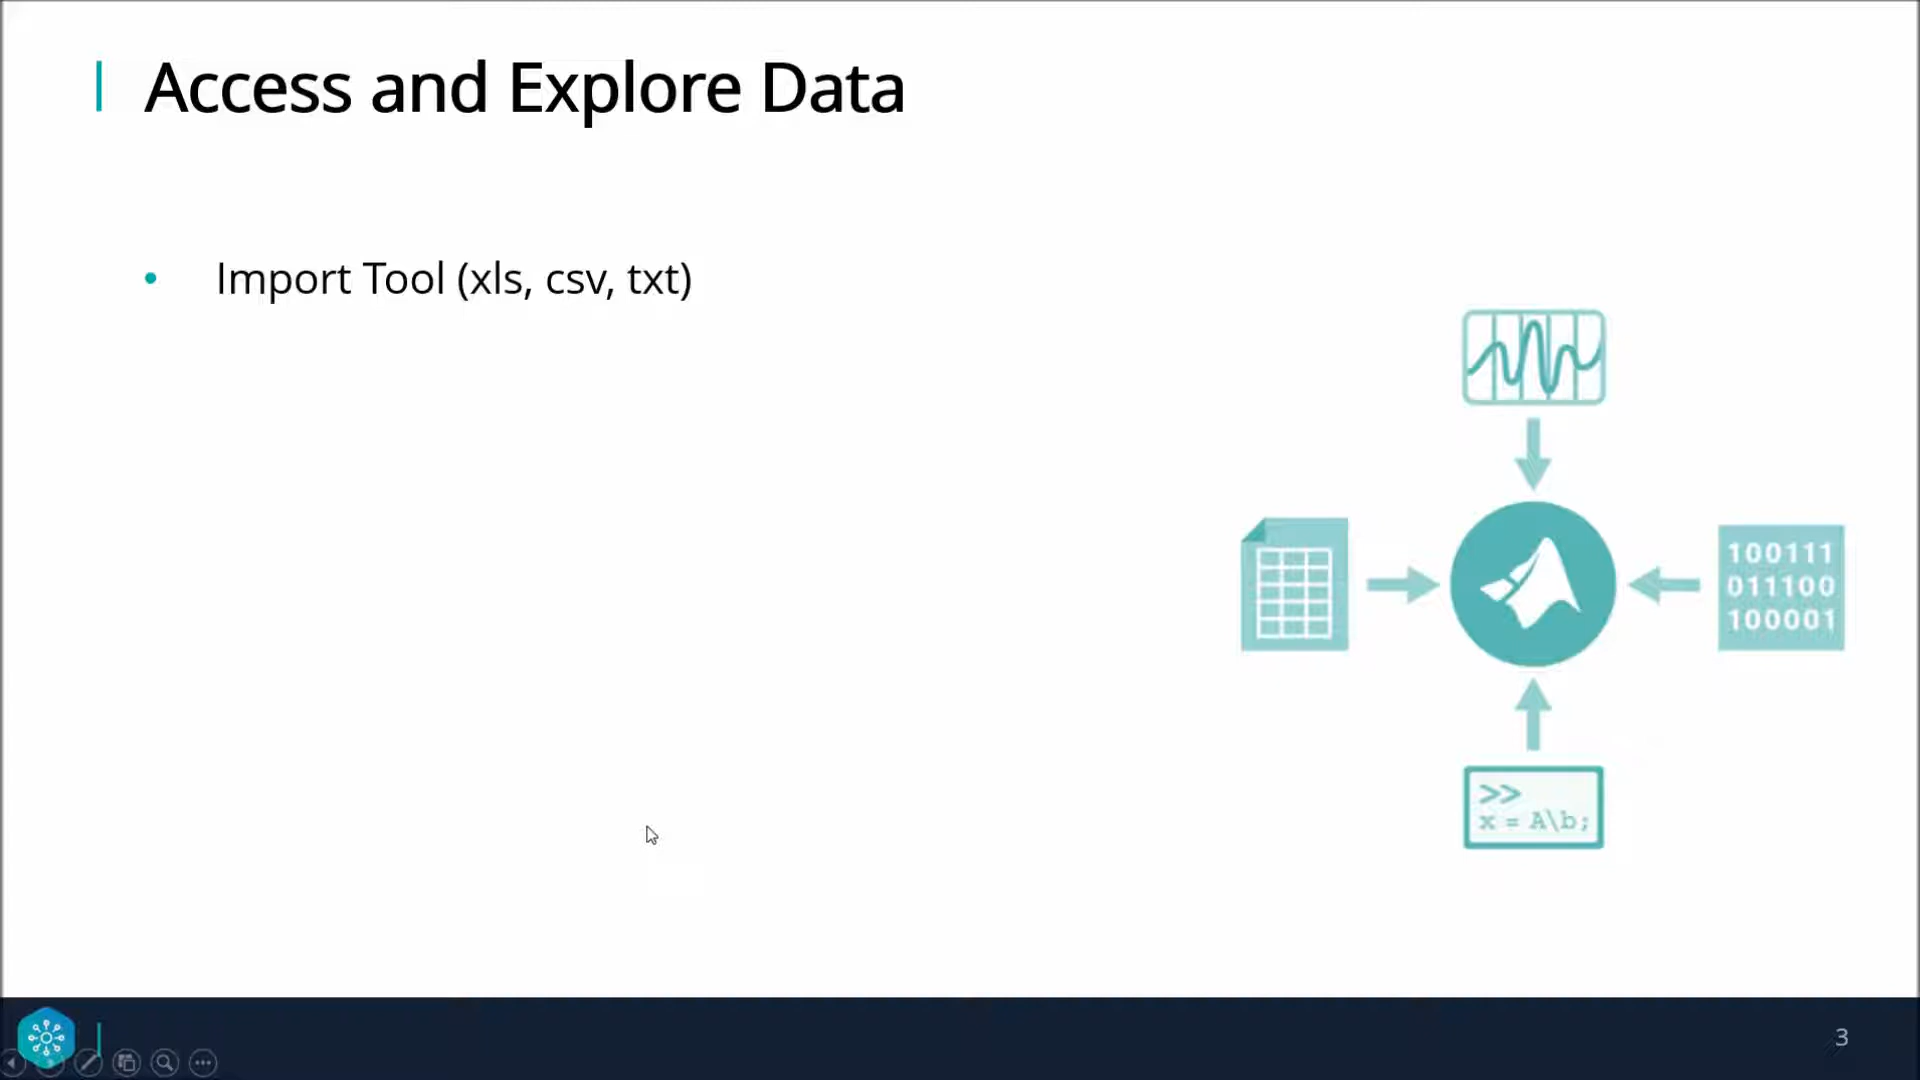 Access and Explore Data
• Import Tool (xls, csv, txt)
100111
011100
100001
>>
x = A\b;
3